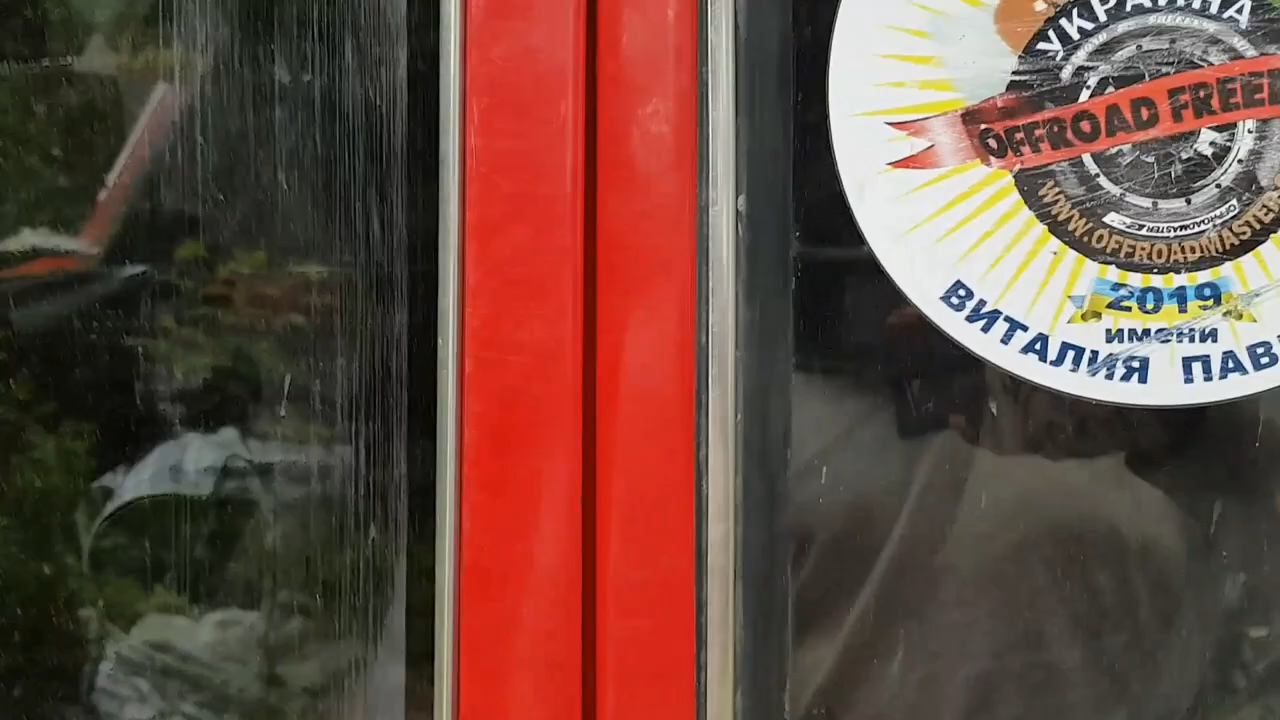 УКРАИНА
OFFROAD FREE
WWW.OFFROADMASTER
2019
имени
ВИТАЛИЯ ПАВ